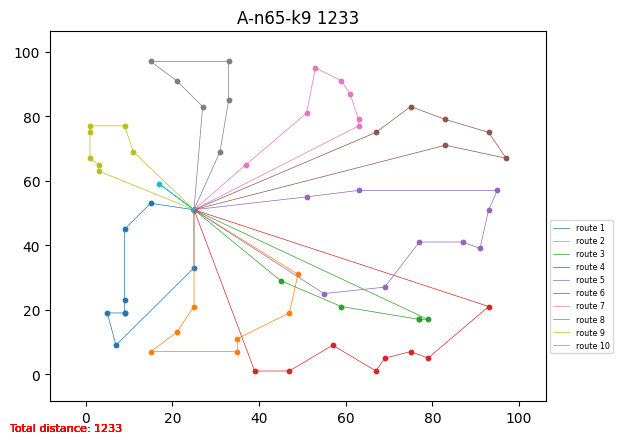 A-n65-k9 1233
100
80
60
40
20
0
0 20 40 60 80 100
route 1
route 2
route 3
route 4
route 5
route 6
route 7
route 8
route 9
route 10
Total distance: 1233